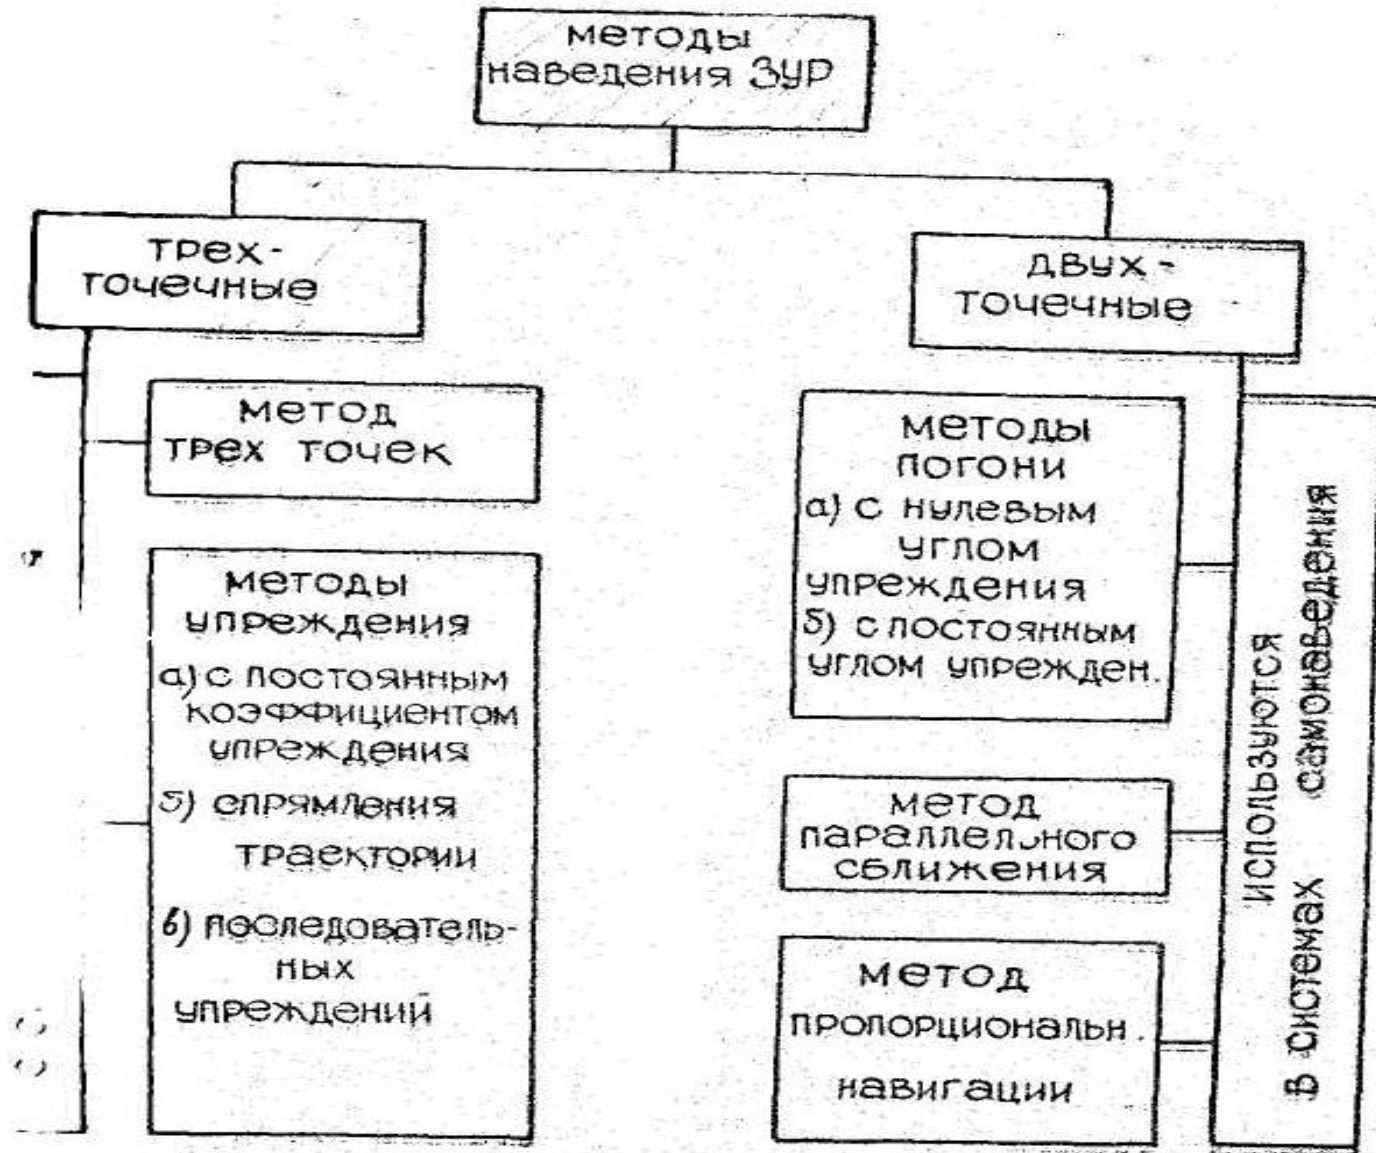 методы
наведения ЗУР
трех-
точечные
метод
трех точек
методы
упреждения
а) с постоянным
коэффициентом
упреждения
б) спрямления
траектории
в) последователь-
ных
упреждений
двух-
точечные
методы
погони
а) с нулевым
углом
упреждения
б) с постоянным
углом упрежден.
метод
параллельного
сближения
метод
пропорциональн.
навигации
используются
в системах самонаведения